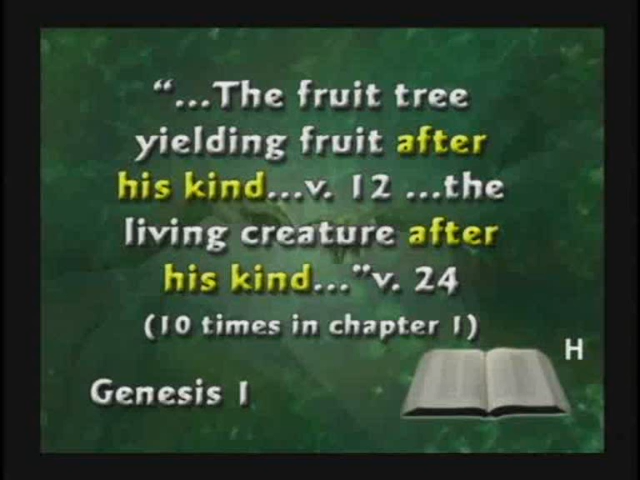 “...The fruit tree
yielding fruit after
his kind...v. 12 ...the
living creature after
his kind...”v. 24
(10 times in chapter 1)
H
Genesis 1